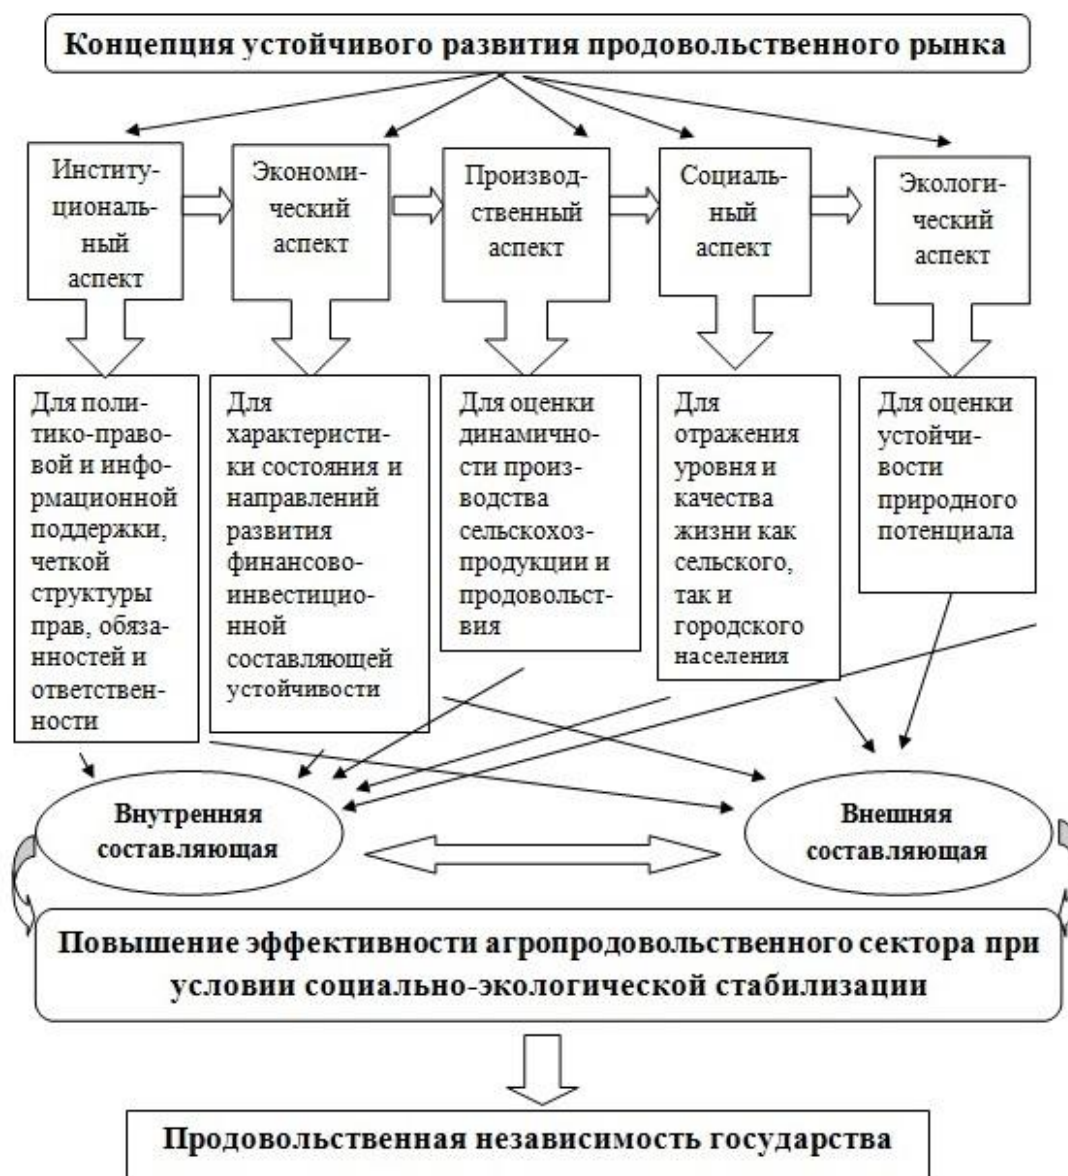 Концепция устойчивого развития продовольственного рынка
Институ-
циональ-
ный
аспект
Экономи-
ческий
аспект
Производ-
ственный
аспект
Социаль-
ный
аспект
Экологи-
ческий
аспект
Для поли-
тико-право-
вой и инфо-
рмационной
поддержки,
четкой
структуры
прав, обяза-
нностей и
ответствен-
ности
Для
характеристи-
ки состояния и
направлений
развития
финансово-
инвестицио-
нной
составляющей
устойчивости
Для оценки
динамично-
сти произ-
водства
сельскохоз-
продукции и
продовольст-
вия
Для
отражения
уровня и
качества
жизни как
сельского,
так и
городского
населения
Для оценки
устойчи-
вости
природного
потенциала
Внутренняя
составляющая
Внешняя
составляющая
Повышение эффективности агропродовольственного сектора при
условии социально-экологической стабилизации
Продовольственная независимость государства